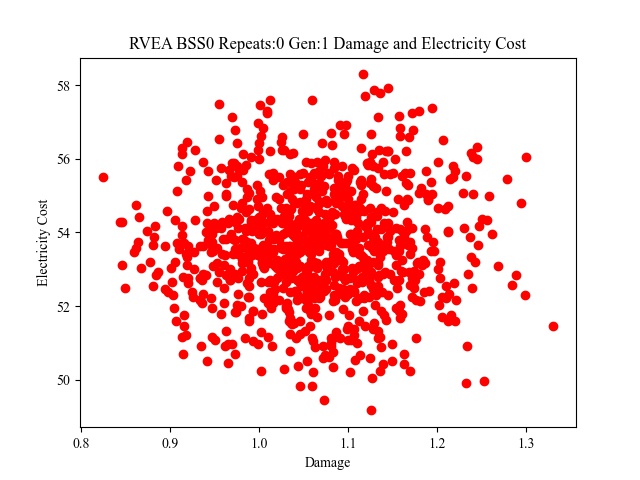 RVEA BSS0 Repeats:0 Gen:1 Damage and Electricity Cost
58
56
54
52
50
Electricity Cost
0.8 0.9 1.0 1.1 1.2 1.3
Damage